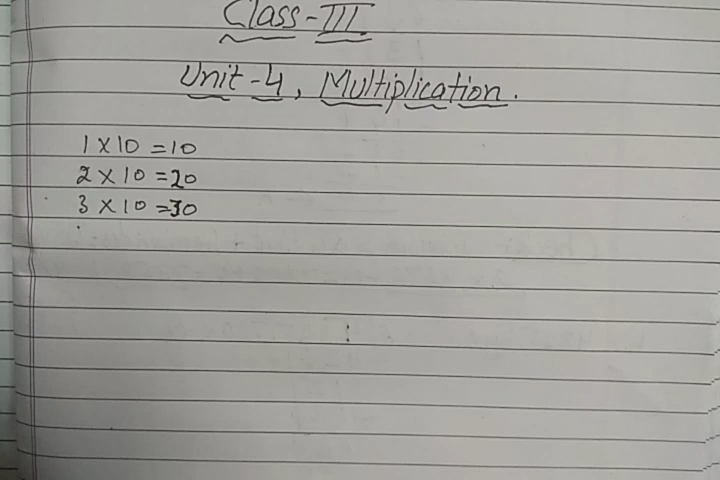 Class-III
Unit-4, Multiplication.
1 × 10 = 10
2 × 10 = 20
3 × 10 = 30